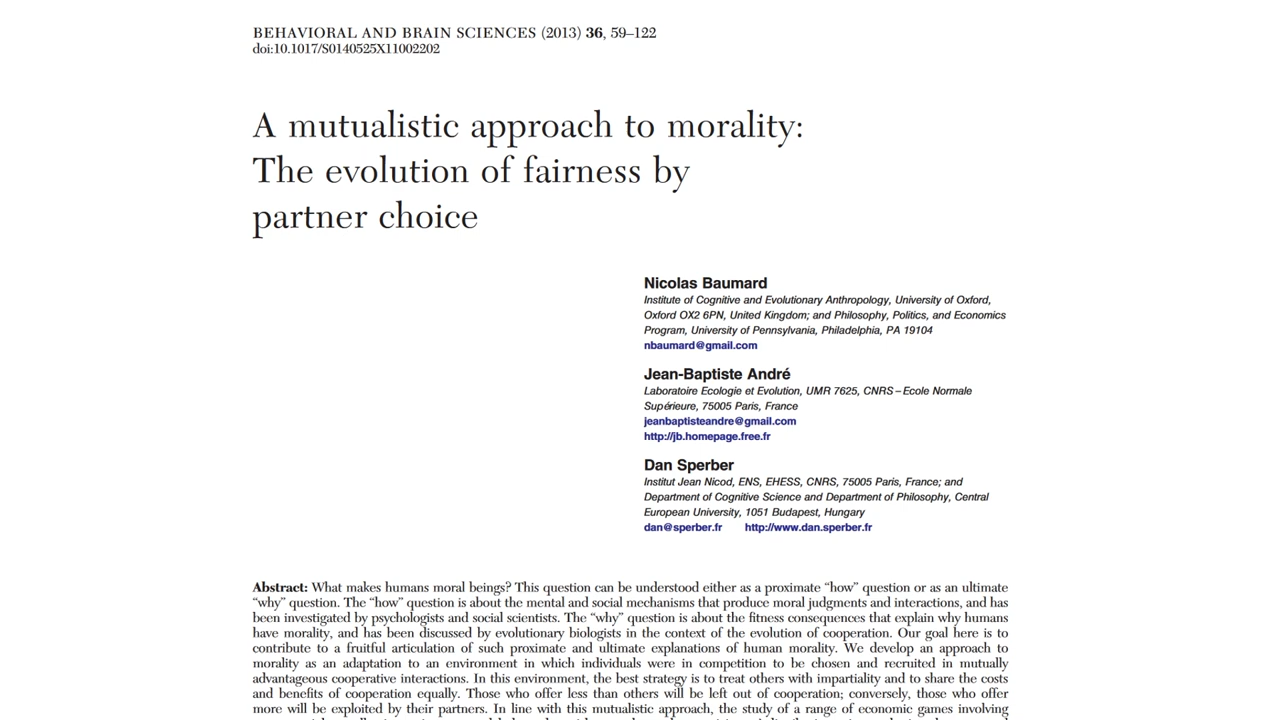 BEHAVIORAL AND BRAIN SCIENCES (2013) 36, 59–122
doi:10.1017/S0140525X11002202
A mutualistic approach to morality:
The evolution of fairness by
partner choice
Nicolas Baumard
Institute of Cognitive and Evolutionary Anthropology, University of Oxford,
Oxford OX2 6PN, United Kingdom; and Philosophy, Politics, and Economics
Program, University of Pennsylvania, Philadelphia, PA 19104
nbaumard@gmail.com
Jean-Baptiste André
Laboratoire Ecologie et Evolution, UMR 7625, CNRS – Ecole Normale
Supérieure, 75005 Paris, France
jeanbaptisteandre@gmail.com
http://jb.homepage.free.fr
Dan Sperber
Institut Jean Nicod, ENS, EHESS, CNRS, 75005 Paris, France; and
Department of Cognitive Science and Department of Philosophy, Central
European University, 1051 Budapest, Hungary
dan@sperber.fr http://www.dan.sperber.fr
Abstract: What makes humans moral beings? This question can be understood either as a proximate “how” question or as an ultimate
“why” question. The “how” question is about the mental and social mechanisms that produce moral judgments and interactions, and has
been investigated by psychologists and social scientists. The “why” question is about the fitness consequences that explain why humans
have morality, and has been discussed by evolutionary biologists in the context of the evolution of cooperation. Our goal here is to
contribute to a fruitful articulation of such proximate and ultimate explanations of human morality. We develop an approach to
morality as an adaptation to an environment in which individuals were in competition to be chosen and recruited in mutually
advantageous cooperative interactions. In this environment, the best strategy is to treat others with impartiality and to share the costs
and benefits of cooperation equally. Those who offer less than others will be left out of cooperation; conversely, those who offer
more will be exploited by their partners. In line with this mutualistic approach, the study of a range of economic games involving